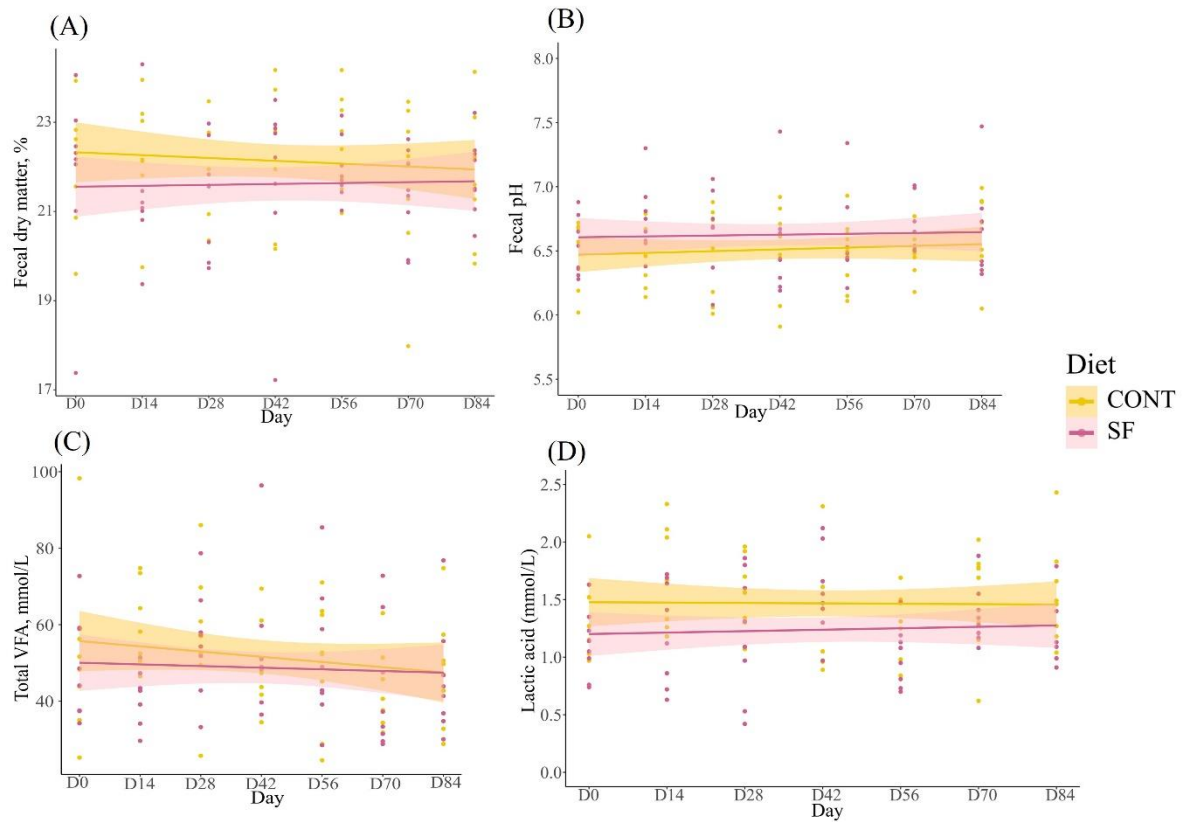 (A)
Fecal dry matter, %
23
21
19
17
D0 D14 D28 D42 D56 D70 D84
Day
(B)
Fecal pH
8.0
7.5
7.0
6.5
6.0
5.5
D0 D14 D28 D42 D56 D70 D84
Day
Diet
CONT
SF
(C)
Total VFA, mmol/L
100
80
60
40
D0 D14 D28 D42 D56 D70 D84
Day
(D)
Lactic acid (mmol/L)
2.5
2.0
1.5
1.0
0.5
0.0
D0 D14 D28 D42 D56 D70 D84
Day